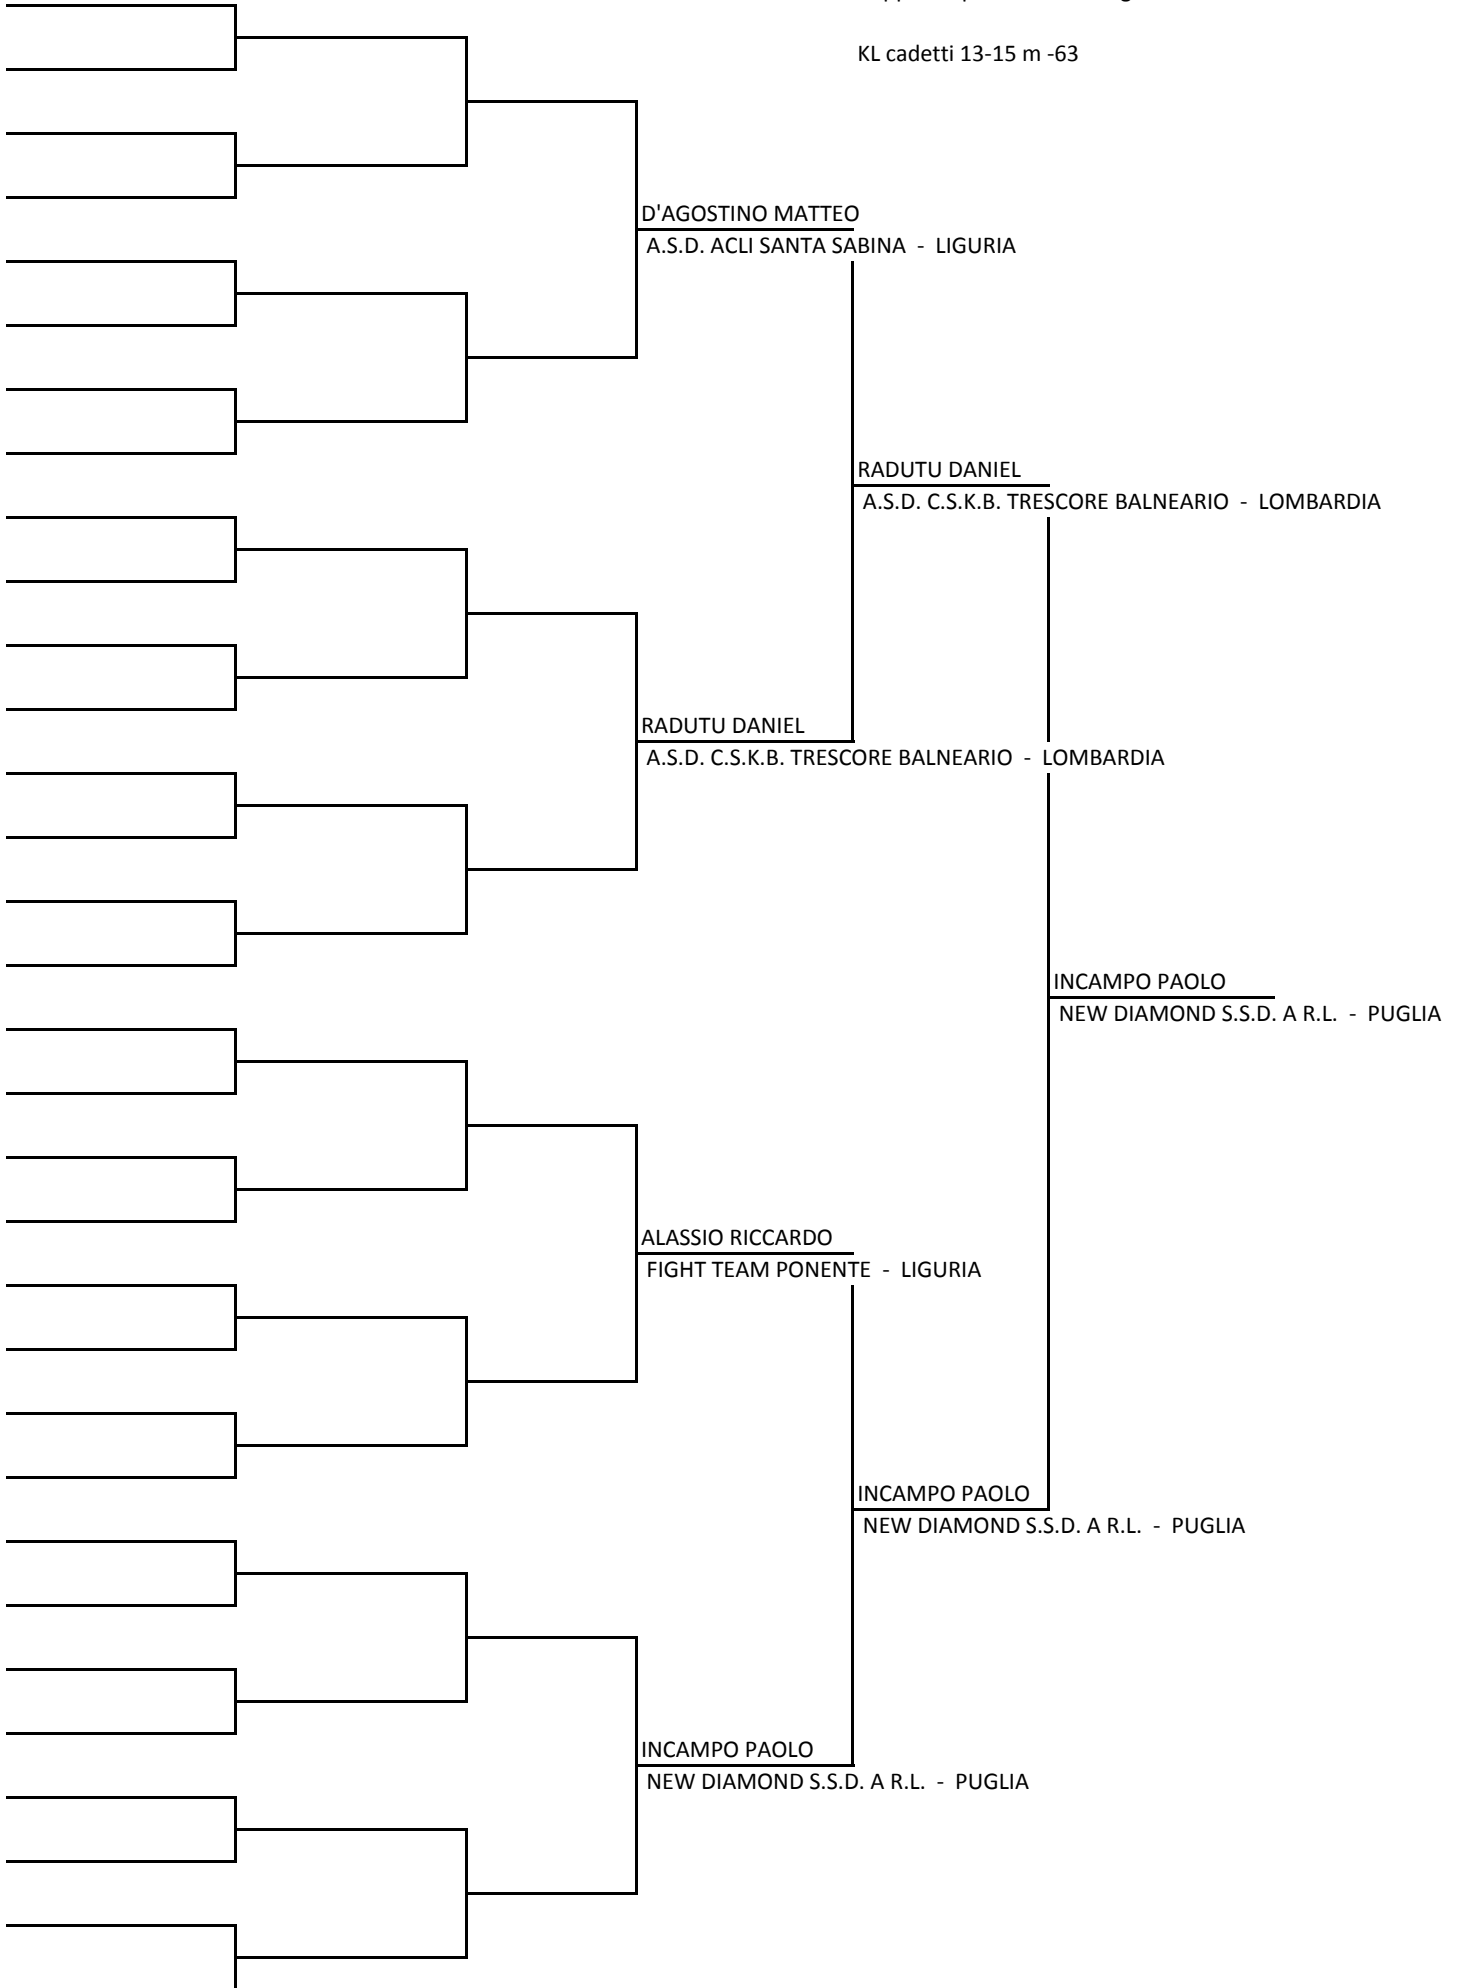 KL cadetti 13-15 m -63
D'AGOSTINO MATTEO
A.S.D. ACLI SANTA SABINA - LIGURIA
RADUTU DANIEL
A.S.D. C.S.K.B. TRESCORE BALNEARIO - LOMBARDIA
RADUTU DANIEL
A.S.D. C.S.K.B. TRESCORE BALNEARIO - LOMBARDIA
INCAMPO PAOLO
NEW DIAMOND S.S.D. A R.L. - PUGLIA
ALASSIO RICCARDO
FIGHT TEAM PONENTE - LIGURIA
INCAMPO PAOLO
NEW DIAMOND S.S.D. A R.L. - PUGLIA
INCAMPO PAOLO
NEW DIAMOND S.S.D. A R.L. - PUGLIA